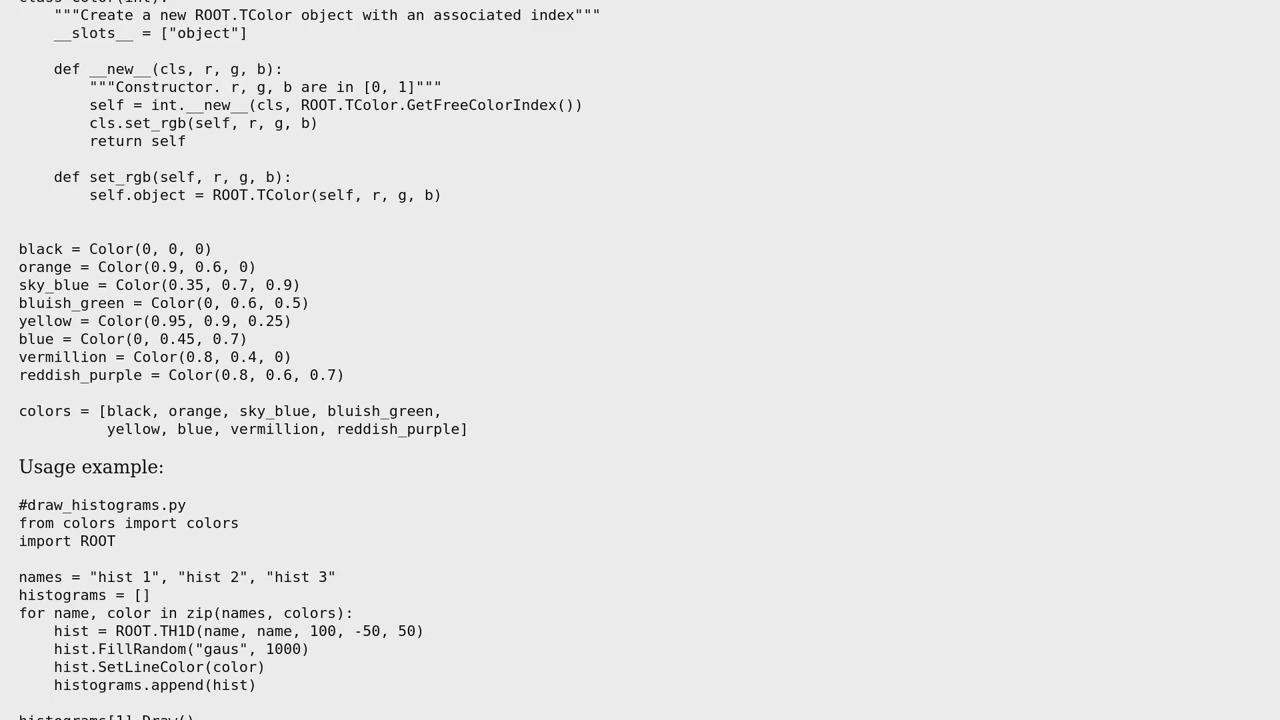 class Color(int):
    """Create a new ROOT.TColor object with an associated index"""
    __slots__ = ["object"]

    def __new__(cls, r, g, b):
        """Constructor. r, g, b are in [0, 1]"""
        self = int.__new__(cls, ROOT.TColor.GetFreeColorIndex())
        cls.set_rgb(self, r, g, b)
        return self

    def set_rgb(self, r, g, b):
        self.object = ROOT.TColor(self, r, g, b)

black = Color(0, 0, 0)
orange = Color(0.9, 0.6, 0)
sky_blue = Color(0.35, 0.7, 0.9)
bluish_green = Color(0, 0.6, 0.5)
yellow = Color(0.95, 0.9, 0.25)
blue = Color(0, 0.45, 0.7)
vermillion = Color(0.8, 0.4, 0)
reddish_purple = Color(0.8, 0.6, 0.7)

colors = [black, orange, sky_blue, bluish_green,
          yellow, blue, vermillion, reddish_purple]

Usage example:

#draw_histograms.py
from colors import colors
import ROOT

names = "hist 1", "hist 2", "hist 3"
histograms = []
for name, color in zip(names, colors):
    hist = ROOT.TH1D(name, name, 100, -50, 50)
    hist.FillRandom("gaus", 1000)
    hist.SetLineColor(color)
    histograms.append(hist)

histograms[1].Draw()